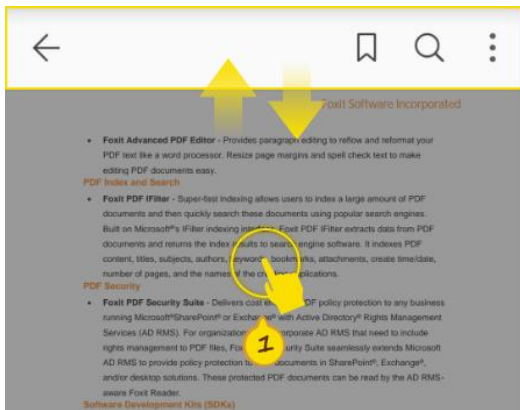 Foxit Software Incorporated
• Foxit Advanced PDF Editor - Provides paragraph editing to reflow and reformat your
PDF text like a word processor. Resize page margins and spell check text to make
editing PDF documents easy.
PDF Index and Search
• Foxit PDF IFilter - Super-fast indexing allows users to index a large amount of PDF
documents and then quickly search these documents using popular search engines.
Built on Microsoft®'s IFilter indexing Foxit PDF IFilter extracts data from PDF
documents and returns the index results to search engine software. It indexes PDF
content, titles, subjects, authors, keywords, bookmarks, attachments, create time/date,
number of pages, and the names of the applications.
PDF Security
• Foxit PDF Security Suite - Delivers cost PDF policy protection to any business
running Microsoft®SharePoint® or Exchange® with Active Directory® Rights Management
Services (AD RMS). For AD RMS that need to include
rights management to PDF files, Suite seamlessly extends Microsoft
AD RMS to provide policy protection to documents in SharePoint®, Exchange®,
and/or desktop solutions. These protected PDF documents can be read by the AD RMS-
aware Foxit Reader.
Software Development Kits (SDKs)
1